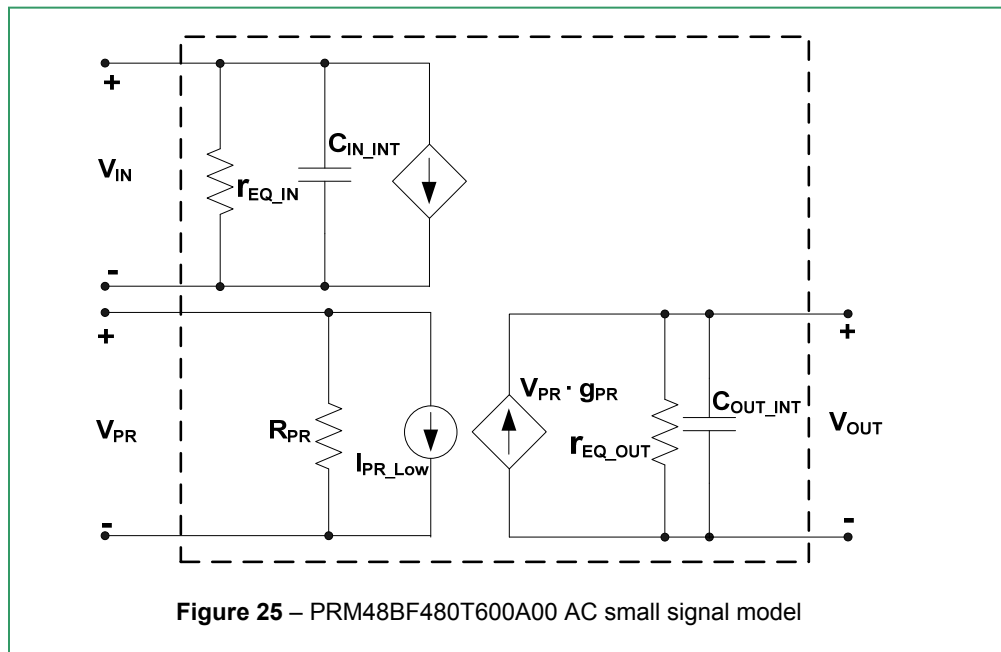 +
C_IN_INT
V_IN
r_EQ_IN
-
+
+
V_PR · g_PR
C_OUT_INT
V_PR
R_PR
V_OUT
r_EQ_OUT
I_PR_Low
-
-
Figure 25 – PRM48BF480T600A00 AC small signal model